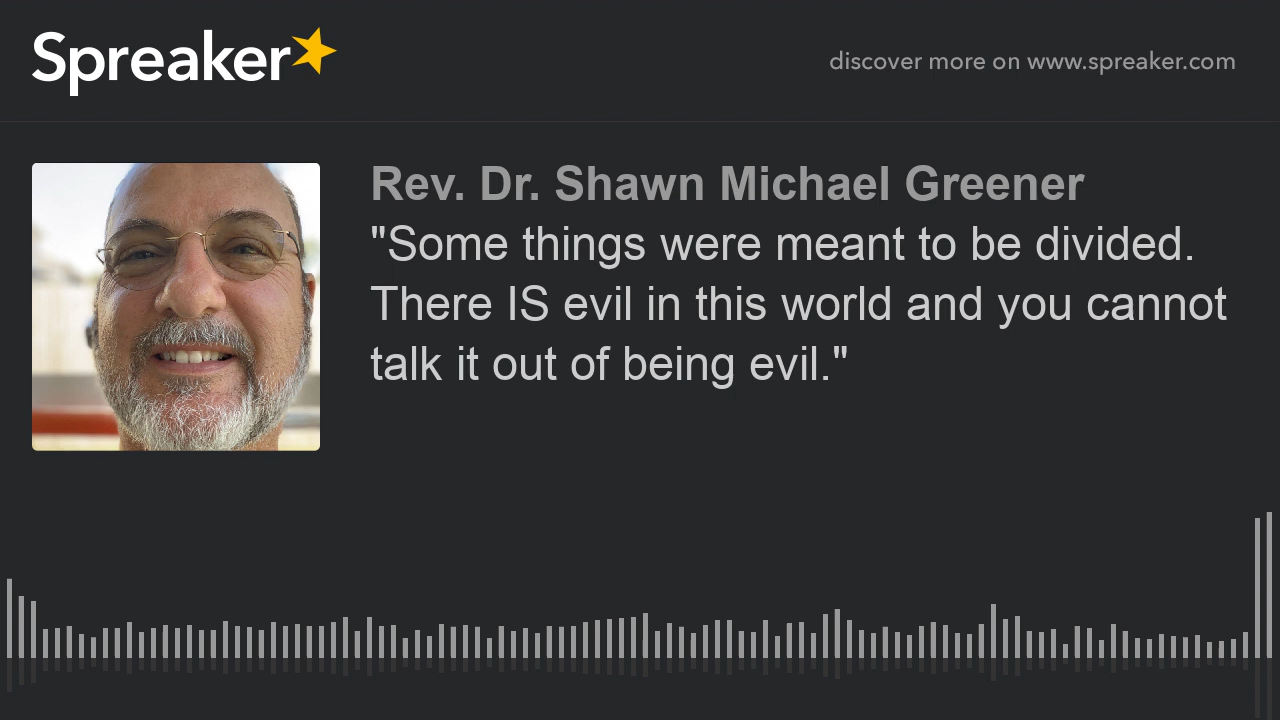 Spreaker
discover more on www.spreaker.com
Rev. Dr. Shawn Michael Greener
"Some things were meant to be divided.
There IS evil in this world and you cannot
talk it out of being evil."